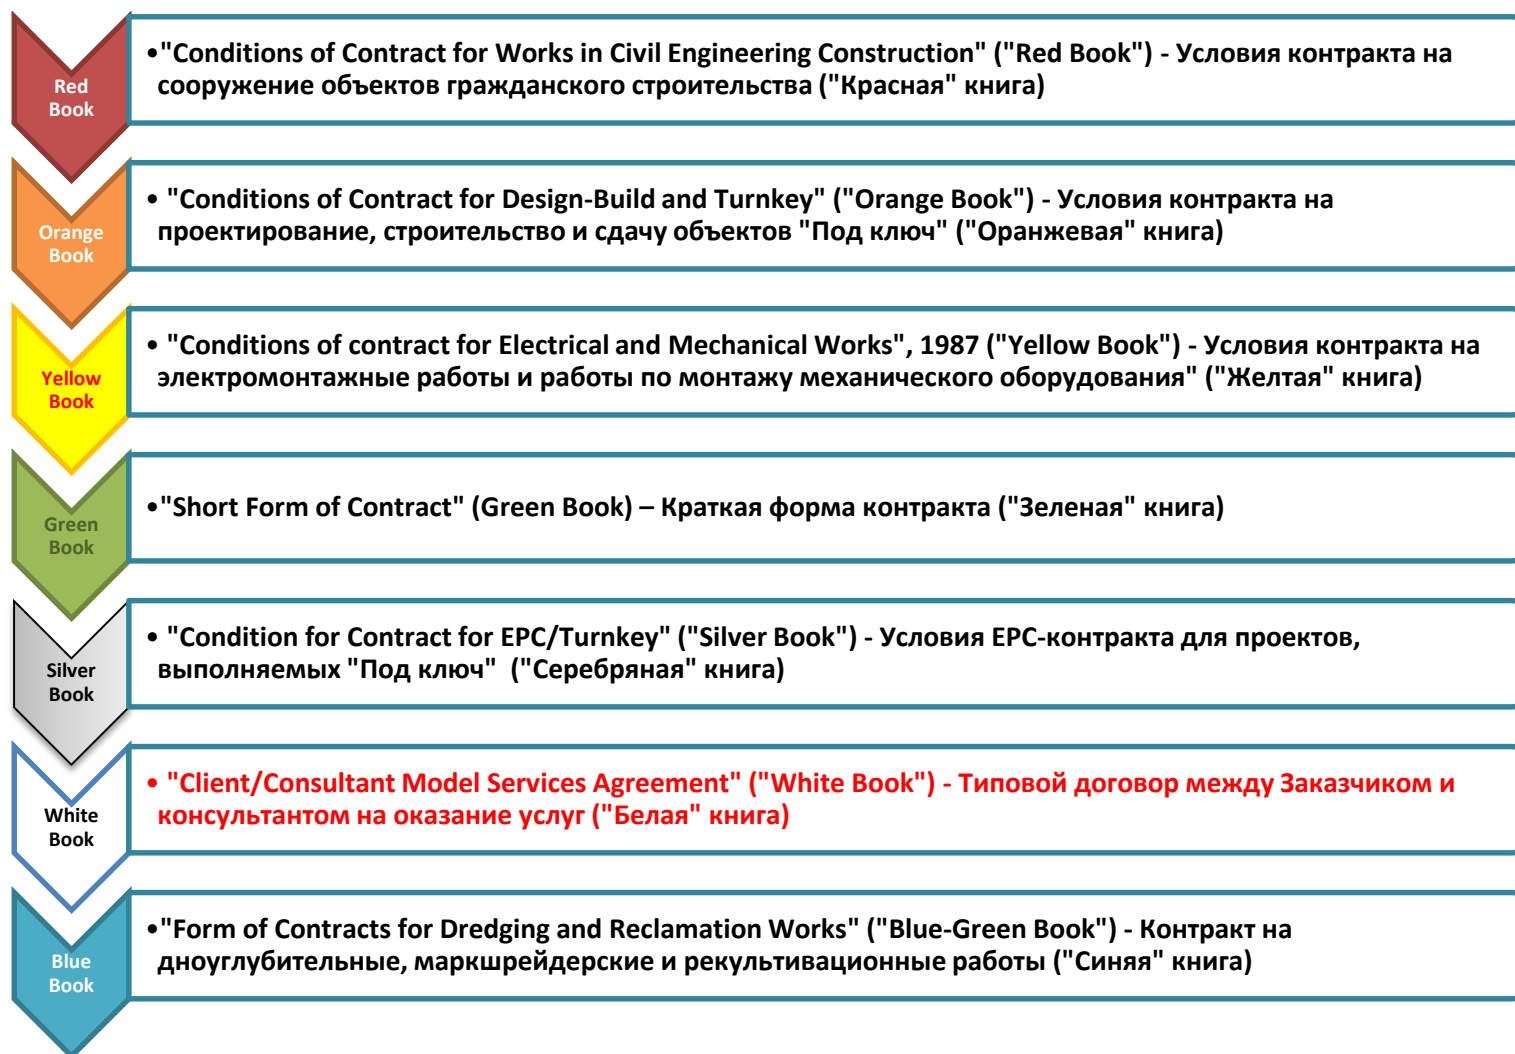 Red
Book
•"Conditions of Contract for Works in Civil Engineering Construction" ("Red Book") - Условия контракта на
сооружение объектов гражданского строительства ("Красная" книга)
Orange
Book
• "Conditions of Contract for Design-Build and Turnkey" ("Orange Book") - Условия контракта на
проектирование, строительство и сдачу объектов "Под ключ" ("Оранжевая" книга)
Yellow
Book
• "Conditions of contract for Electrical and Mechanical Works", 1987 ("Yellow Book") - Условия контракта на
электромонтажные работы и работы по монтажу механического оборудования" ("Желтая" книга)
Green
Book
•"Short Form of Contract" (Green Book) – Краткая форма контракта ("Зеленая" книга)
Silver
Book
• "Condition for Contract for EPC/Turnkey" ("Silver Book") - Условия EPC-контракта для проектов,
выполняемых "Под ключ"  ("Серебряная" книга)
White
Book
• "Client/Consultant Model Services Agreement" ("White Book") - Типовой договор между Заказчиком и
консультантом на оказание услуг ("Белая" книга)
Blue
Book
•"Form of Contracts for Dredging and Reclamation Works" ("Blue-Green Book") - Контракт на
дноуглубительные, маркшрейдерские и рекультивационные работы ("Синяя" книга)